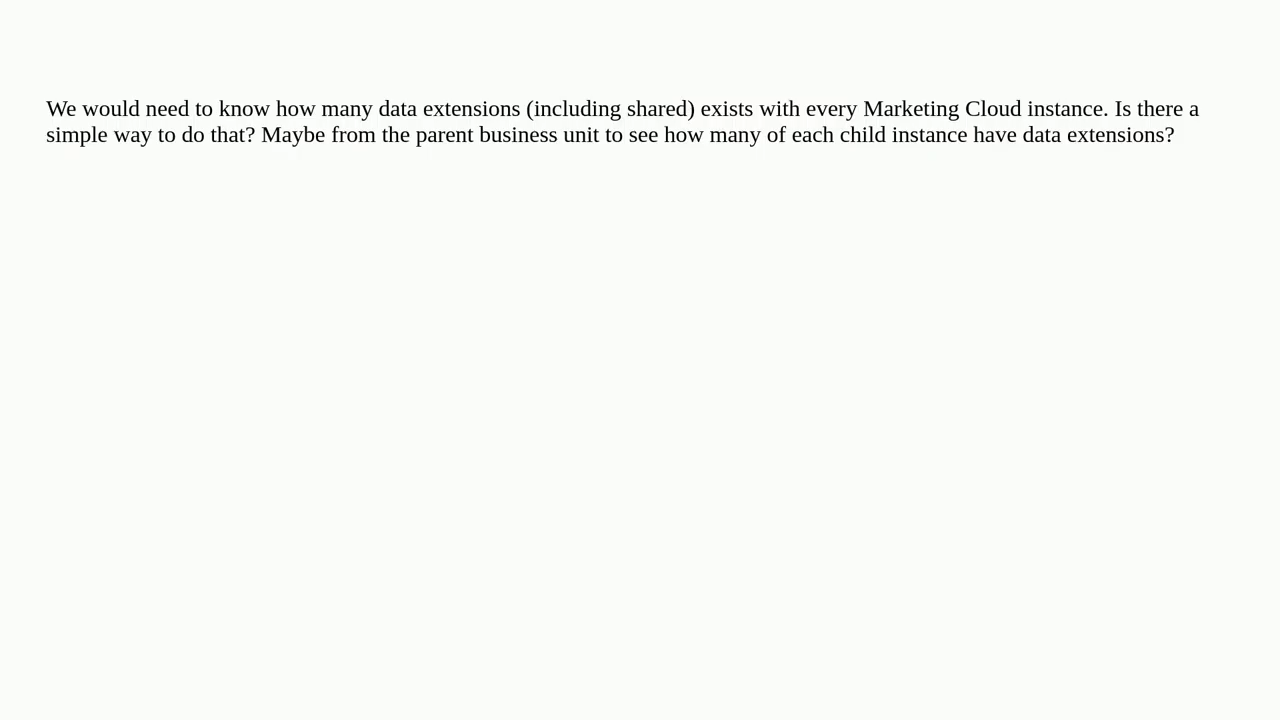 We would need to know how many data extensions (including shared) exists with every Marketing Cloud instance. Is there a
simple way to do that? Maybe from the parent business unit to see how many of each child instance have data extensions?